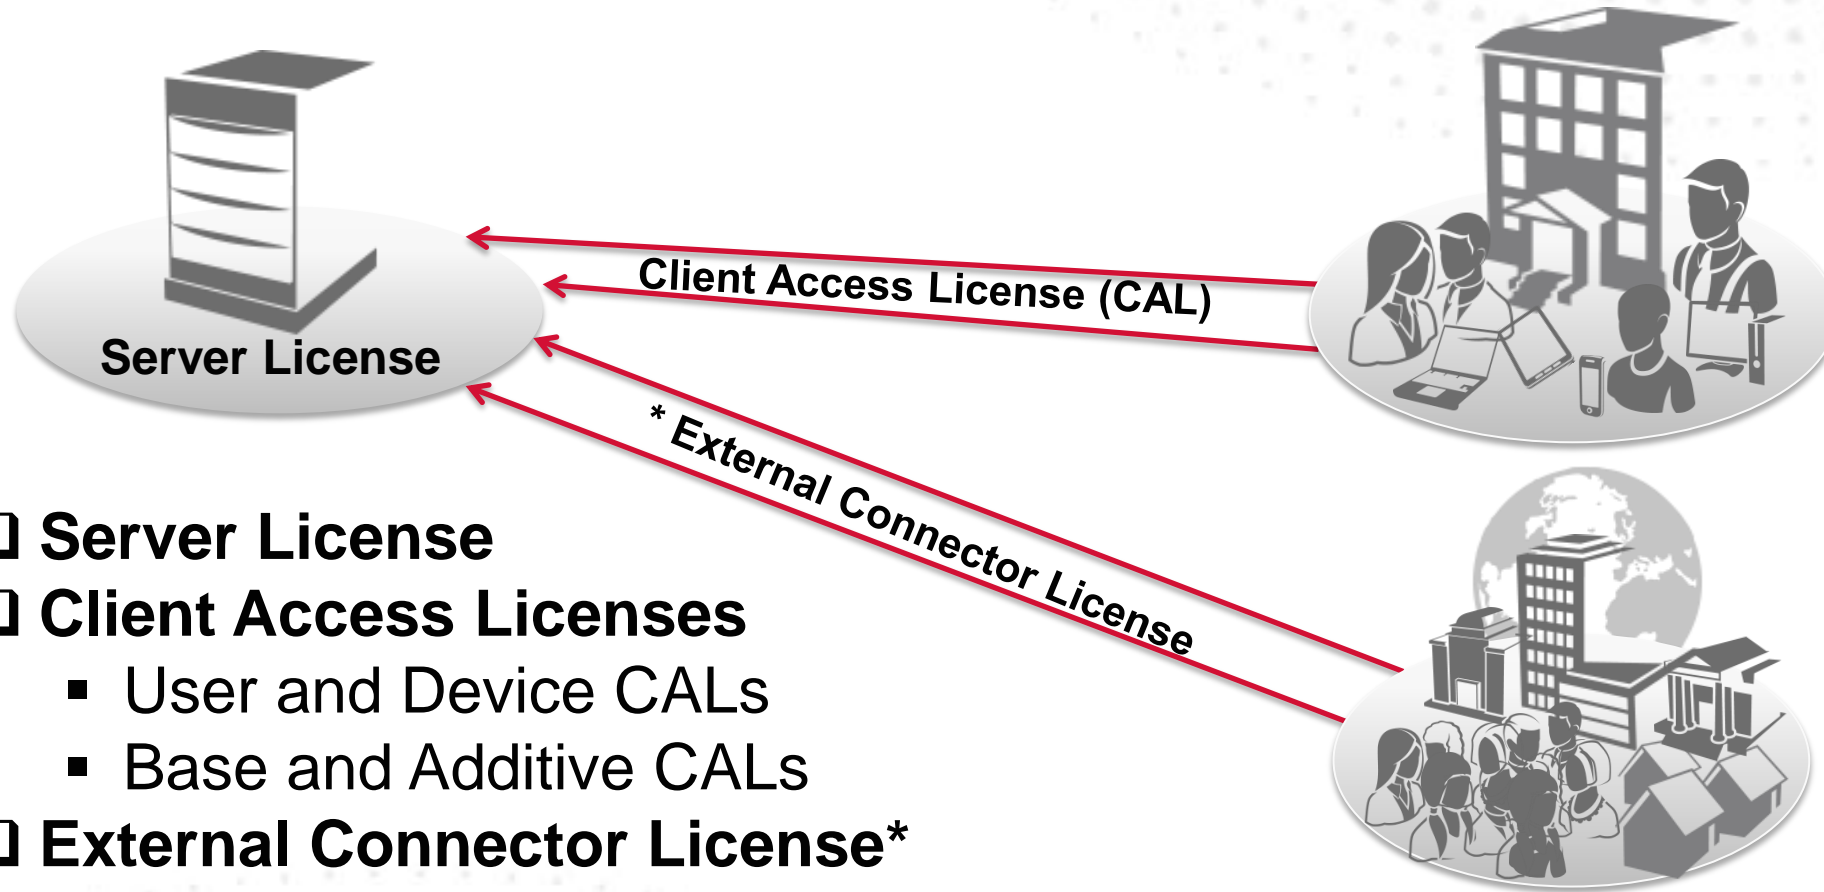 Server License
Client Access License (CAL)
* External Connector License
❑ Server License
❑ Client Access Licenses
▪ User and Device CALs
▪ Base and Additive CALs
❑ External Connector License*